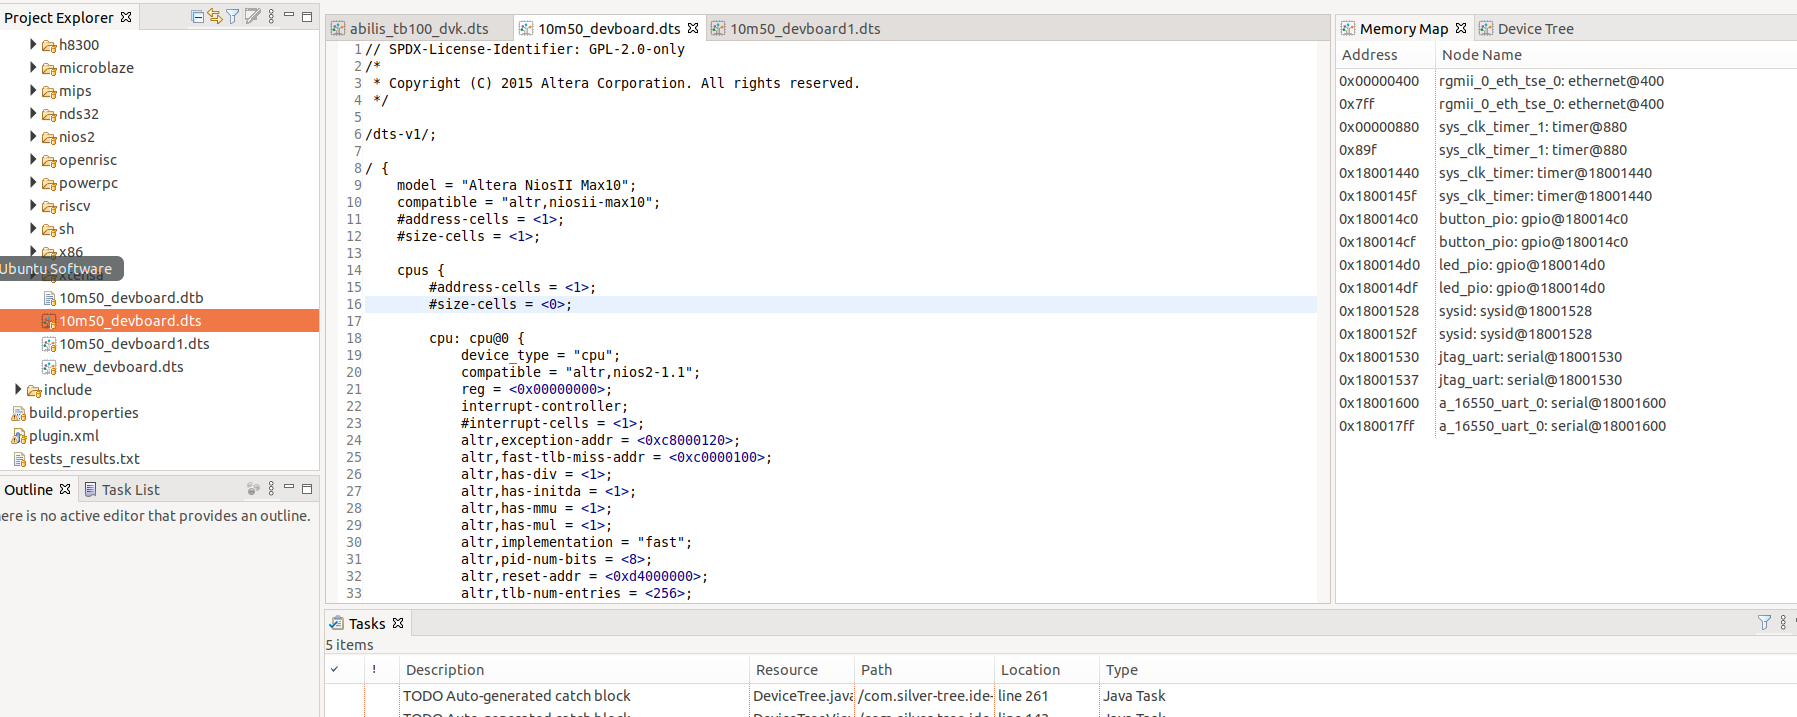 Project Explorer
h8300
microblaze
mips
nds32
nios2
openrisc
powerpc
riscv
sh
x86
Ubuntu Software
10m50_devboard.dtb
10m50_devboard.dts
10m50_devboard1.dts
new_devboard.dts
include
build.properties
plugin.xml
tests_results.txt
Outline Task List
ere is no active editor that provides an outline.
abilis_tb100_dvk.dts 10m50_devboard.dts 10m50_devboard1.dts
1 // SPDX-License-Identifier: GPL-2.0-only
2 /*
3  * Copyright (C) 2015 Altera Corporation. All rights reserved.
4  */
5
6 /dts-v1/;
7
8 / {
9     model = "Altera NiosII Max10";
10     compatible = "altr,niosii-max10";
11     #address-cells = <1>;
12     #size-cells = <1>;
13
14     cpus {
15         #address-cells = <1>;
16         #size-cells = <0>;
17
18         cpu: cpu@0 {
19             device_type = "cpu";
20             compatible = "altr,nios2-1.1";
21             reg = <0x00000000>;
22             interrupt-controller;
23             #interrupt-cells = <1>;
24             altr,exception-addr = <0xc8000120>;
25             altr,fast-tlb-miss-addr = <0xc0000100>;
26             altr,has-div = <1>;
27             altr,has-initda = <1>;
28             altr,has-mmu = <1>;
29             altr,has-mul = <1>;
30             altr,implementation = "fast";
31             altr,pid-num-bits = <8>;
32             altr,reset-addr = <0xd4000000>;
33             altr,tlb-num-entries = <256>;
Memory Map Device Tree
Address Node Name
0x00000400 rgmii_0_eth_tse_0: ethernet@400
0x7ff rgmii_0_eth_tse_0: ethernet@400
0x00000880 sys_clk_timer_1: timer@880
0x89f sys_clk_timer_1: timer@880
0x18001440 sys_clk_timer: timer@18001440
0x1800145f sys_clk_timer: timer@18001440
0x180014c0 button_pio: gpio@180014c0
0x180014cf button_pio: gpio@180014c0
0x180014d0 led_pio: gpio@180014d0
0x180014df led_pio: gpio@180014d0
0x18001528 sysid: sysid@18001528
0x1800152f sysid: sysid@18001528
0x18001530 jtag_uart: serial@18001530
0x18001537 jtag_uart: serial@18001530
0x18001600 a_16550_uart_0: serial@18001600
0x180017ff a_16550_uart_0: serial@18001600
Tasks
5 items
! Description Resource Path Location Type
TODO Auto-generated catch block DeviceTree.java /com.silver-tree.ide- line 261 Java Task